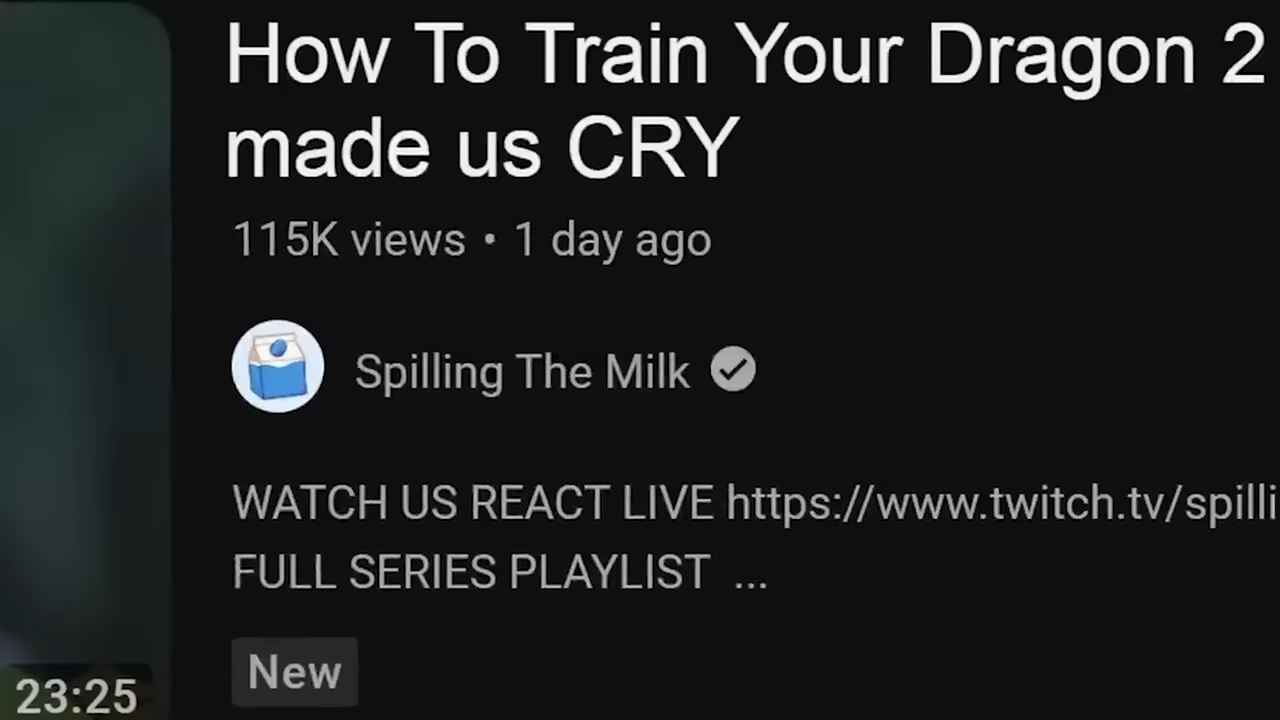 How To Train Your Dragon 2
made us CRY
115K views • 1 day ago
Spilling The Milk
WATCH US REACT LIVE https://www.twitch.tv/spilli
FULL SERIES PLAYLIST ...
New
23:25